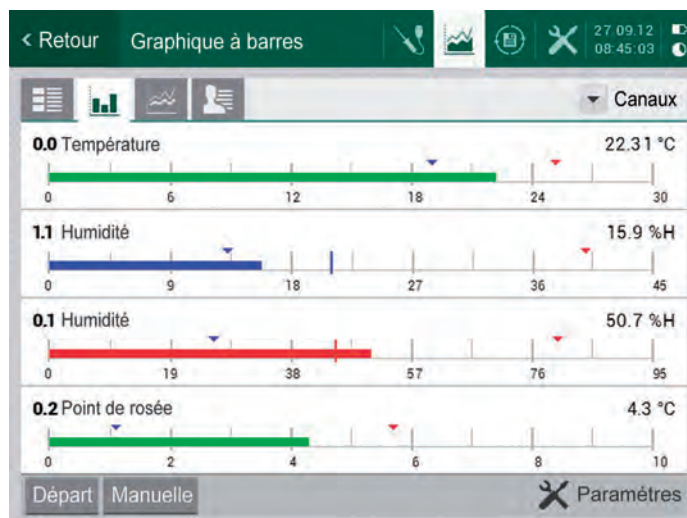 < Retour Graphique à barres 27.09.12
08:45:03
Canaux
0.0 Température 22.31 °C
0 6 12 18 24 30
1.1 Humidité 15.9 %H
0 9 18 27 36 45
0.1 Humidité 50.7 %H
0 19 38 57 76 95
0.2 Point de rosée 4.3 °C
0 2 4 6 8 10
Départ Manuelle Paramétres